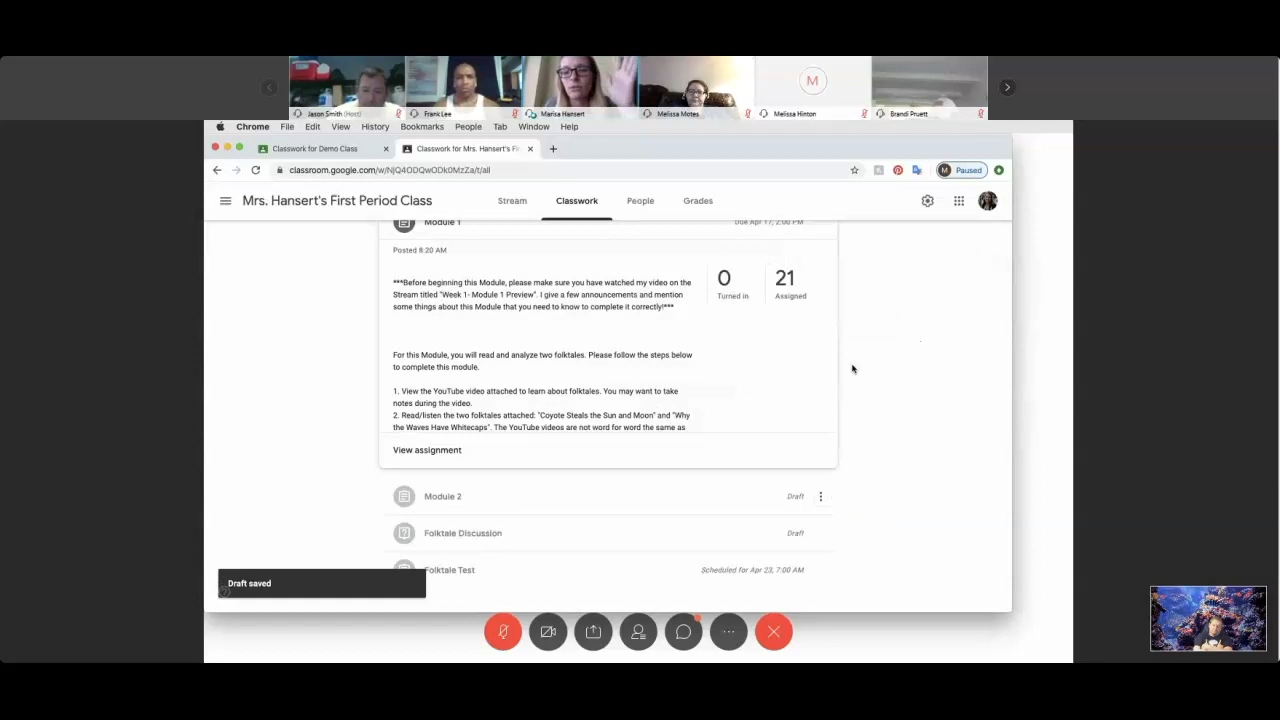 M
Jason Smith (Host)
Frank Lee
Marisa Hansert
Melissa Motes
Melissa Hinton
Brandi Pruett
Chrome File Edit View History Bookmarks People Tab Window Help
Classwork for Demo Class
Classwork for Mrs. Hansert's Fi
classroom.google.com/w/NjQ4ODQwODk0MzZa/t/all
M Paused
Mrs. Hansert's First Period Class
Stream Classwork People Grades
Module 1 Due Apr 17, 2:00 PM
Posted 8:20 AM
***Before beginning this Module, please make sure you have watched my video on the
Stream titled "Week 1- Module 1 Preview". I give a few announcements and mention
some things about this Module that you need to know to complete it correctly!***
0 21
Turned in Assigned
For this Module, you will read and analyze two folktales. Please follow the steps below
to complete this module.
1. View the YouTube video attached to learn about folktales. You may want to take
notes during the video.
2. Read/listen the two folktales attached: "Coyote Steals the Sun and Moon" and "Why
the Waves Have Whitecaps". The YouTube videos are not word for word the same as
View assignment
Module 2 Draft
Folktale Discussion Draft
Folktale Test Scheduled for Apr 23, 7:00 AM
Draft saved